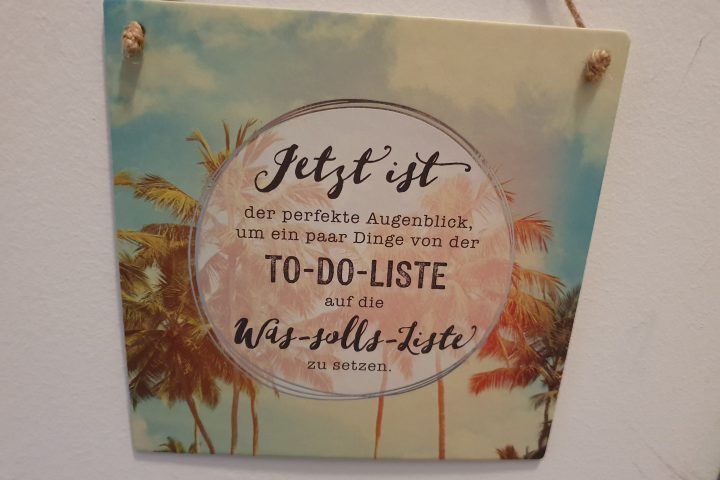 Jetzt ist
der perfekte Augenblick,
um ein paar Dinge von der
TO-DO-LISTE
auf die
Was-solls-Liste
zu setzen.